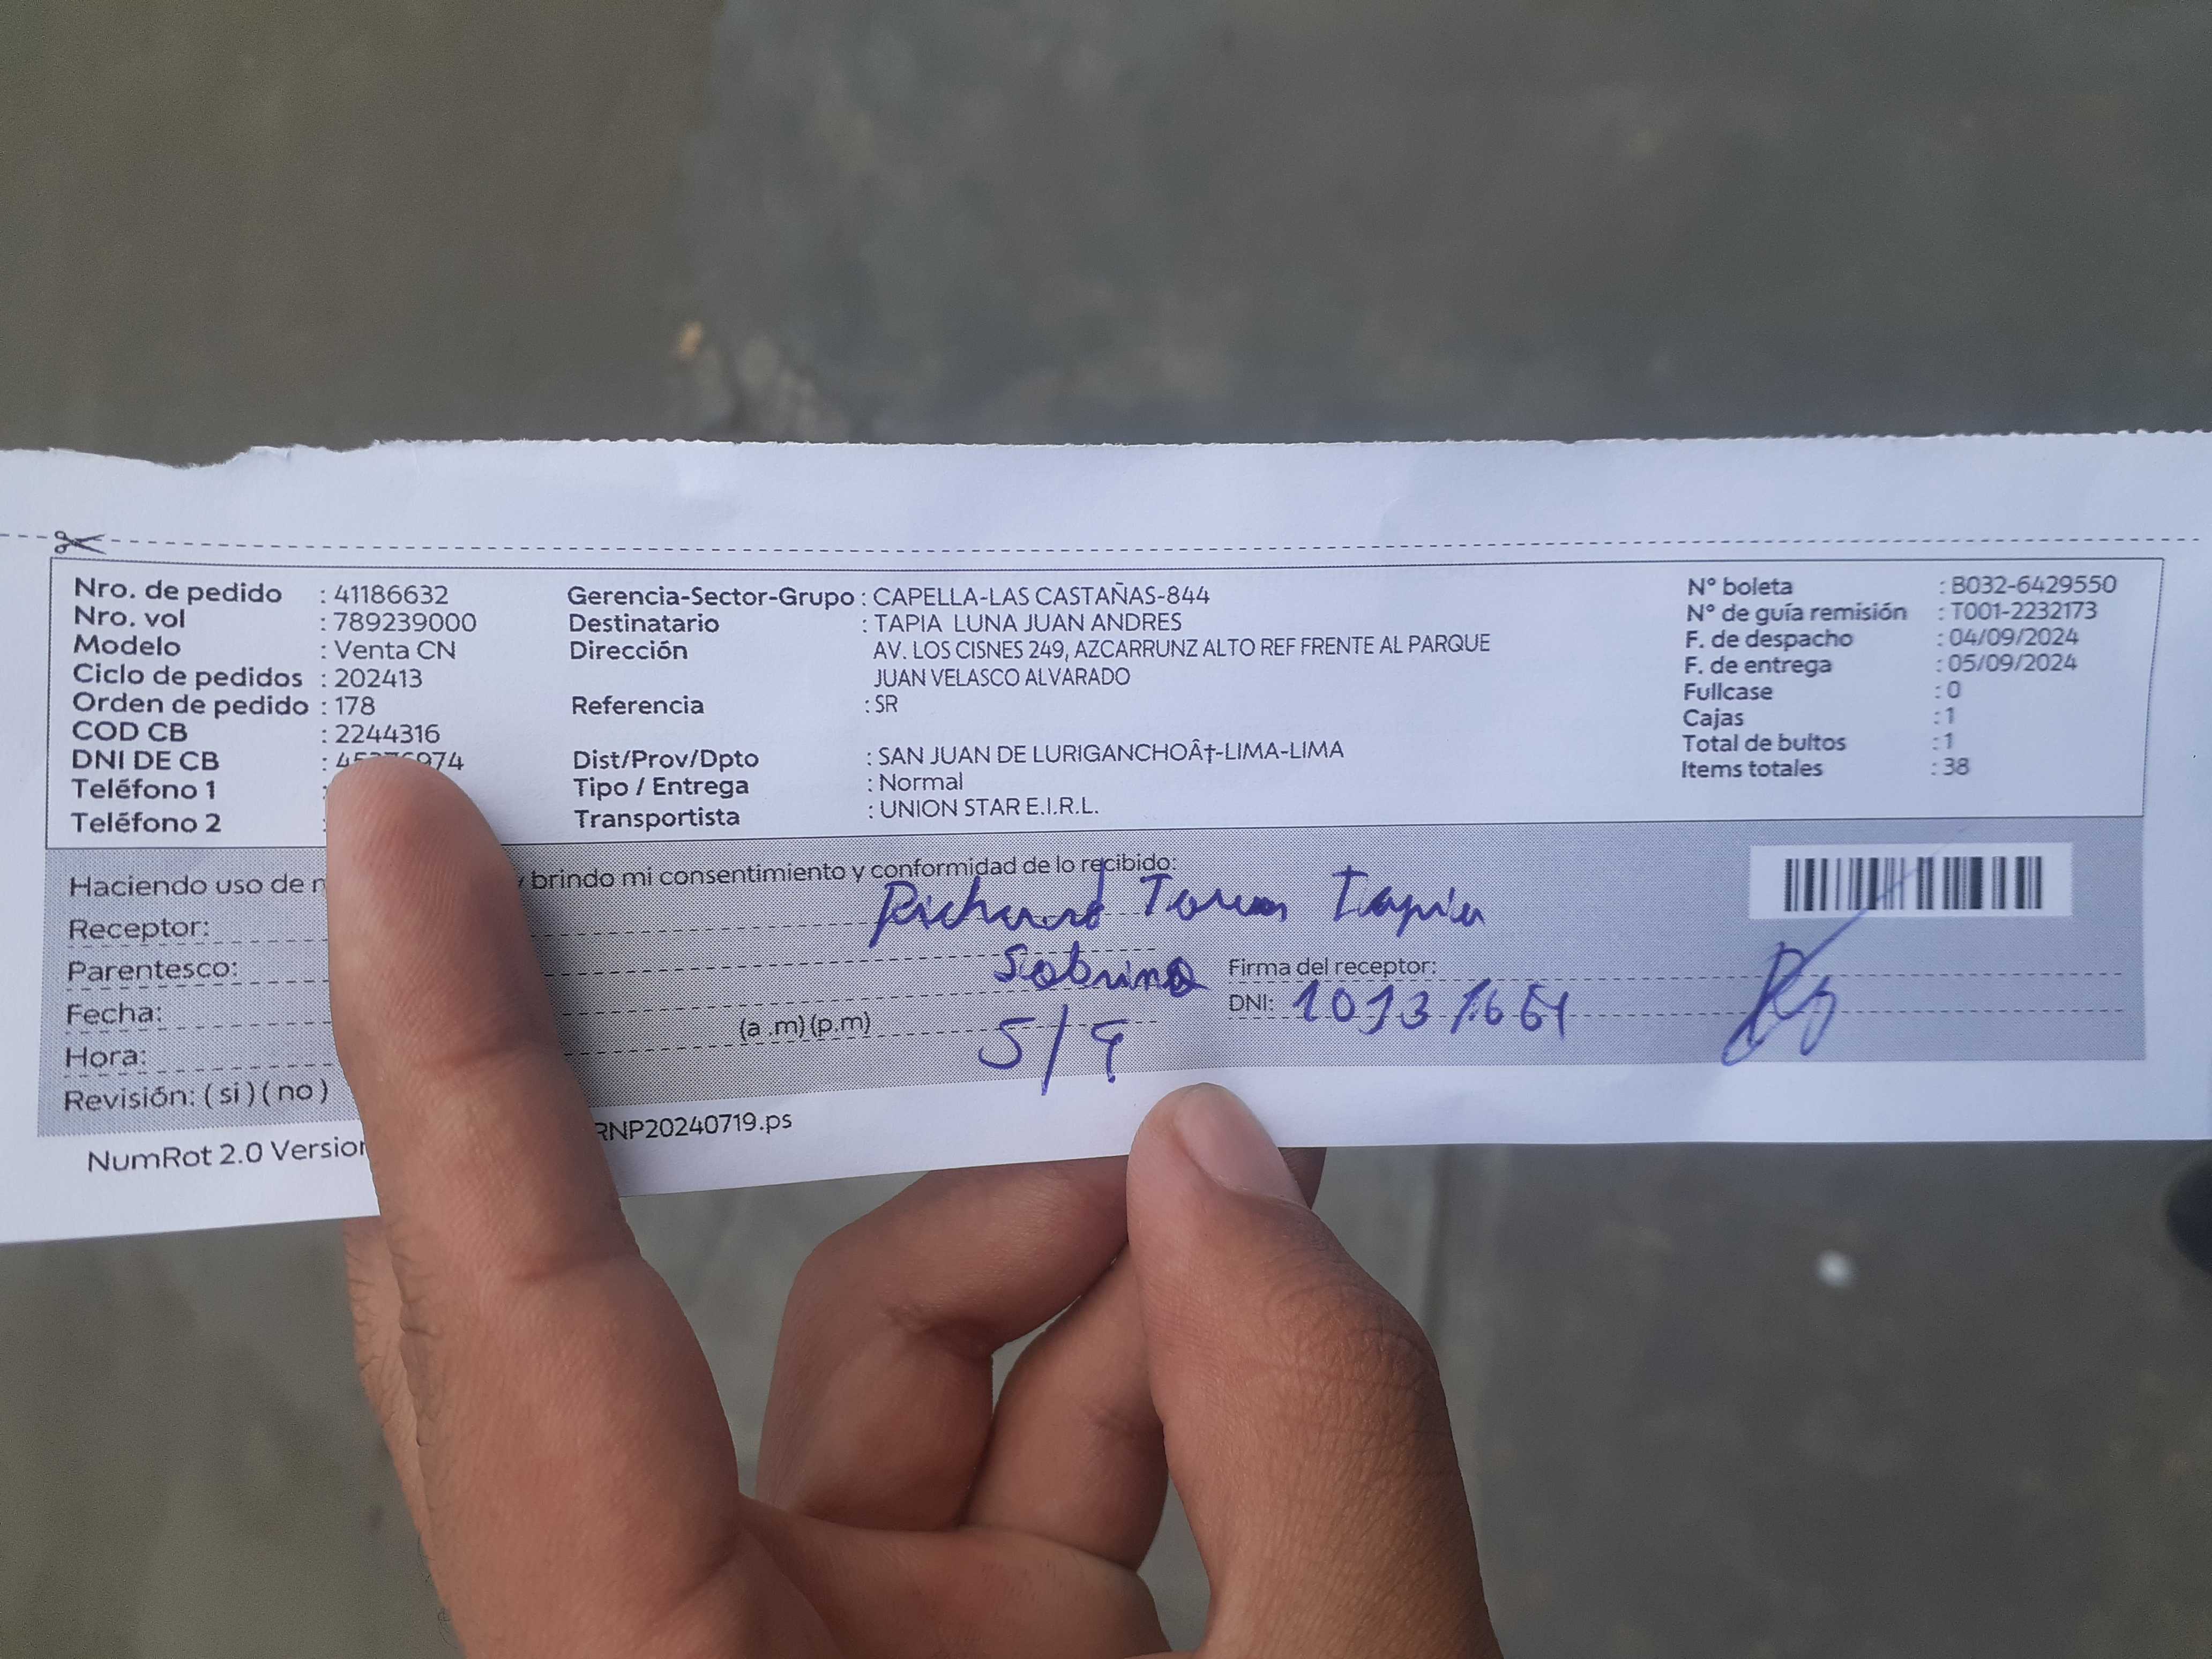 Nro. de pedido : 41186632
Nro. vol : 789239000
Modelo : Venta CN
Ciclo de pedidos : 202413
Orden de pedido : 178
COD CB : 2244316
DNI DE CB :
Teléfono 1 :
Teléfono 2 :
Gerencia-Sector-Grupo : CAPELLA-LAS CASTAÑAS-844
Destinatario : TAPIA LUNA JUAN ANDRES
Dirección AV. LOS CISNES 249, AZCARRUNZ ALTO REF FRENTE AL PARQUE
JUAN VELASCO ALVARADO
Referencia : SR
Dist/Prov/Dpto : SAN JUAN DE LURIGANCHOÂ†-LIMA-LIMA
Tipo / Entrega : Normal
Transportista : UNION STAR E.I.R.L.
N° boleta : B032-6429550
N° de guía remisión : T001-2232173
F. de despacho : 04/09/2024
F. de entrega : 05/09/2024
Fullcase : 0
Cajas : 1
Total de bultos : 1
Items totales : 38
Haciendo uso de brindo mi consentimiento y conformidad de lo recibido:
Receptor: Richard Tapia
Parentesco: Sobrino
Firma del receptor:
Fecha: 5/9
DNI:
Hora: (a .m) (p.m)
Revisión: ( si ) ( no )
NumRot 2.0 RNP20240719.ps